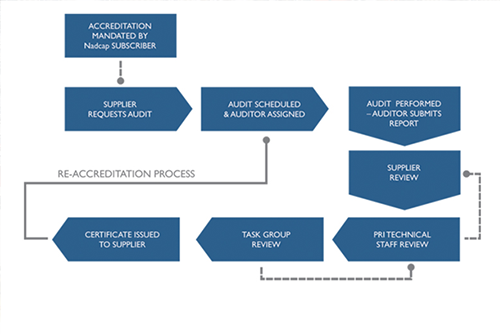 ACCREDITATION
MANDATED BY
Nadcap SUBSCRIBER
SUPPLIER
REQUESTS AUDIT
AUDIT SCHEDULED
& AUDITOR ASSIGNED
AUDIT PERFORMED
– AUDITOR SUBMITS
REPORT
SUPPLIER
REVIEW
RE-ACCREDITATION PROCESS
CERTIFICATE ISSUED
TO SUPPLIER
TASK GROUP
REVIEW
PRI TECHNICAL
STAFF REVIEW